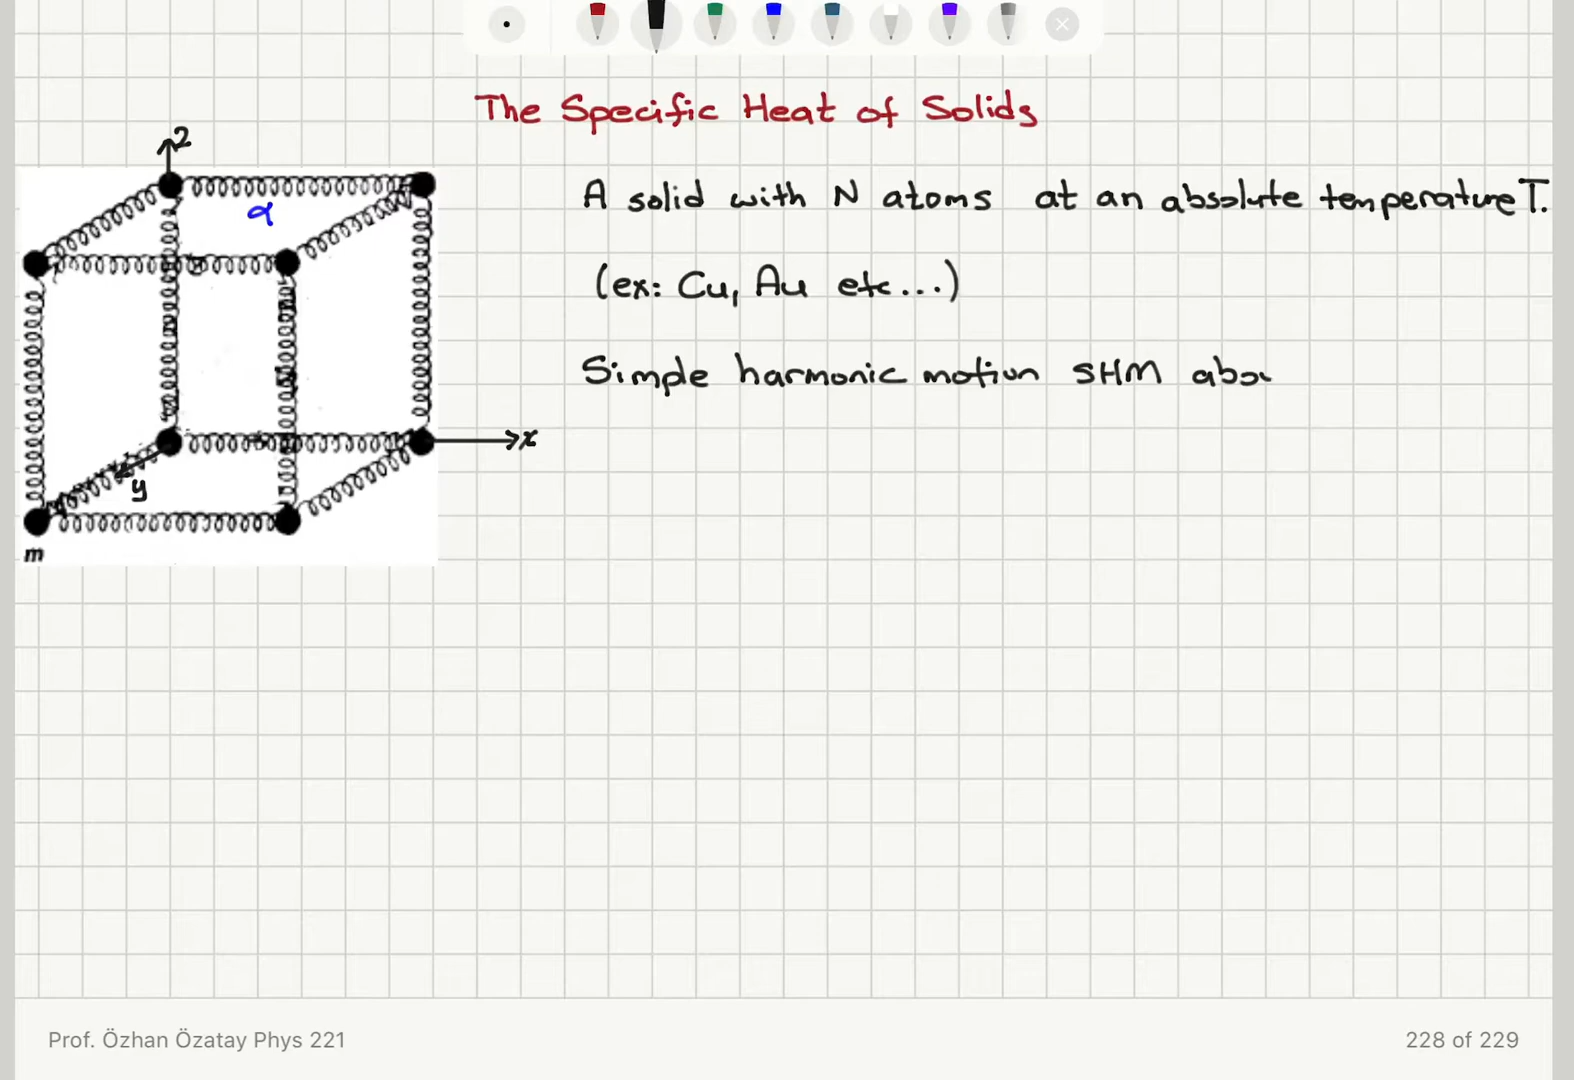 The Specific Heat of Solids
A solid with N atoms at an absolute temperature T.
(ex: Cu, Au etc...)
Simple harmonic motion SHM abou
z
α
x
y
m
Prof. Özhan Özatay Phys 221
228 of 229